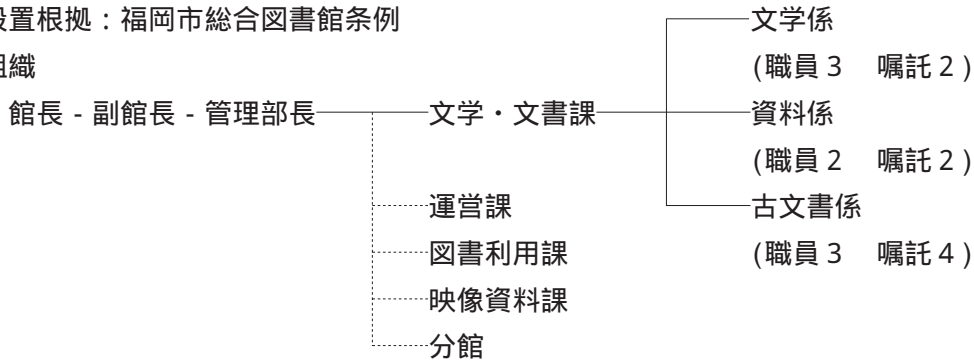 設置根拠：福岡市総合図書館条例
組織
館長 - 副館長 - 管理部長
文学・文書課
運営課
図書利用課
映像資料課
分館
文学係
(職員３　嘱託２)
資料係
(職員２　嘱託２)
古文書係
(職員３　嘱託４)